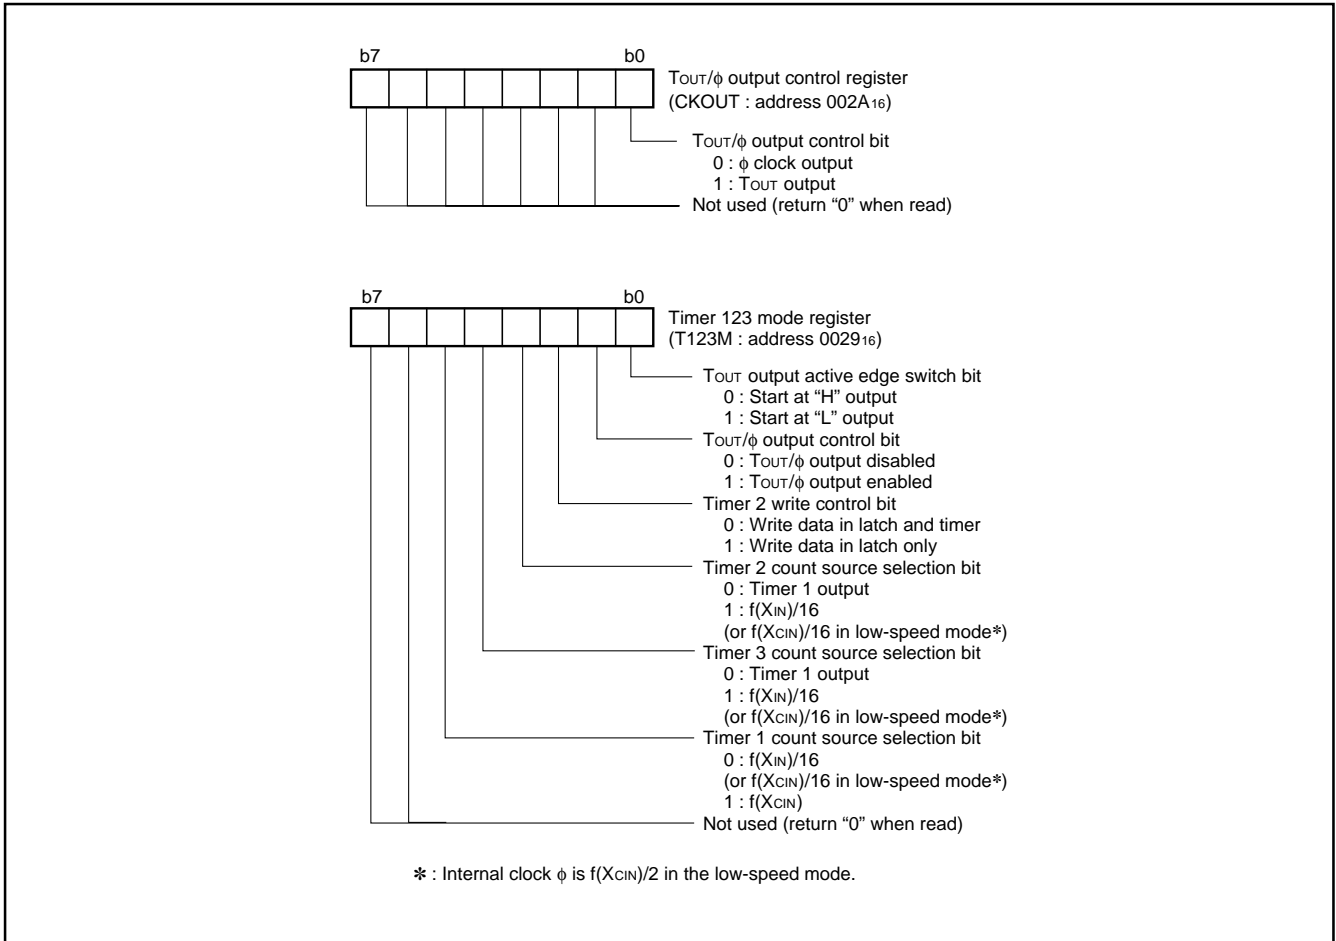 b7 b0
TOUT/ϕ output control register
(CKOUT : address 002A16)
TOUT/ϕ output control bit
0 : ϕ clock output
1 : TOUT output
Not used (return “0” when read)
b7 b0
Timer 123 mode register
(T123M : address 002916)
TOUT output active edge switch bit
0 : Start at “H” output
1 : Start at “L” output
TOUT/ϕ output control bit
0 : TOUT/ϕ output disabled
1 : TOUT/ϕ output enabled
Timer 2 write control bit
0 : Write data in latch and timer
1 : Write data in latch only
Timer 2 count source selection bit
0 : Timer 1 output
1 : f(XIN)/16
(or f(XCIN)/16 in low-speed mode*)
Timer 3 count source selection bit
0 : Timer 1 output
1 : f(XIN)/16
(or f(XCIN)/16 in low-speed mode*)
Timer 1 count source selection bit
0 : f(XIN)/16
(or f(XCIN)/16 in low-speed mode*)
1 : f(XCIN)
Not used (return “0” when read)
* : Internal clock ϕ is f(XCIN)/2 in the low-speed mode.